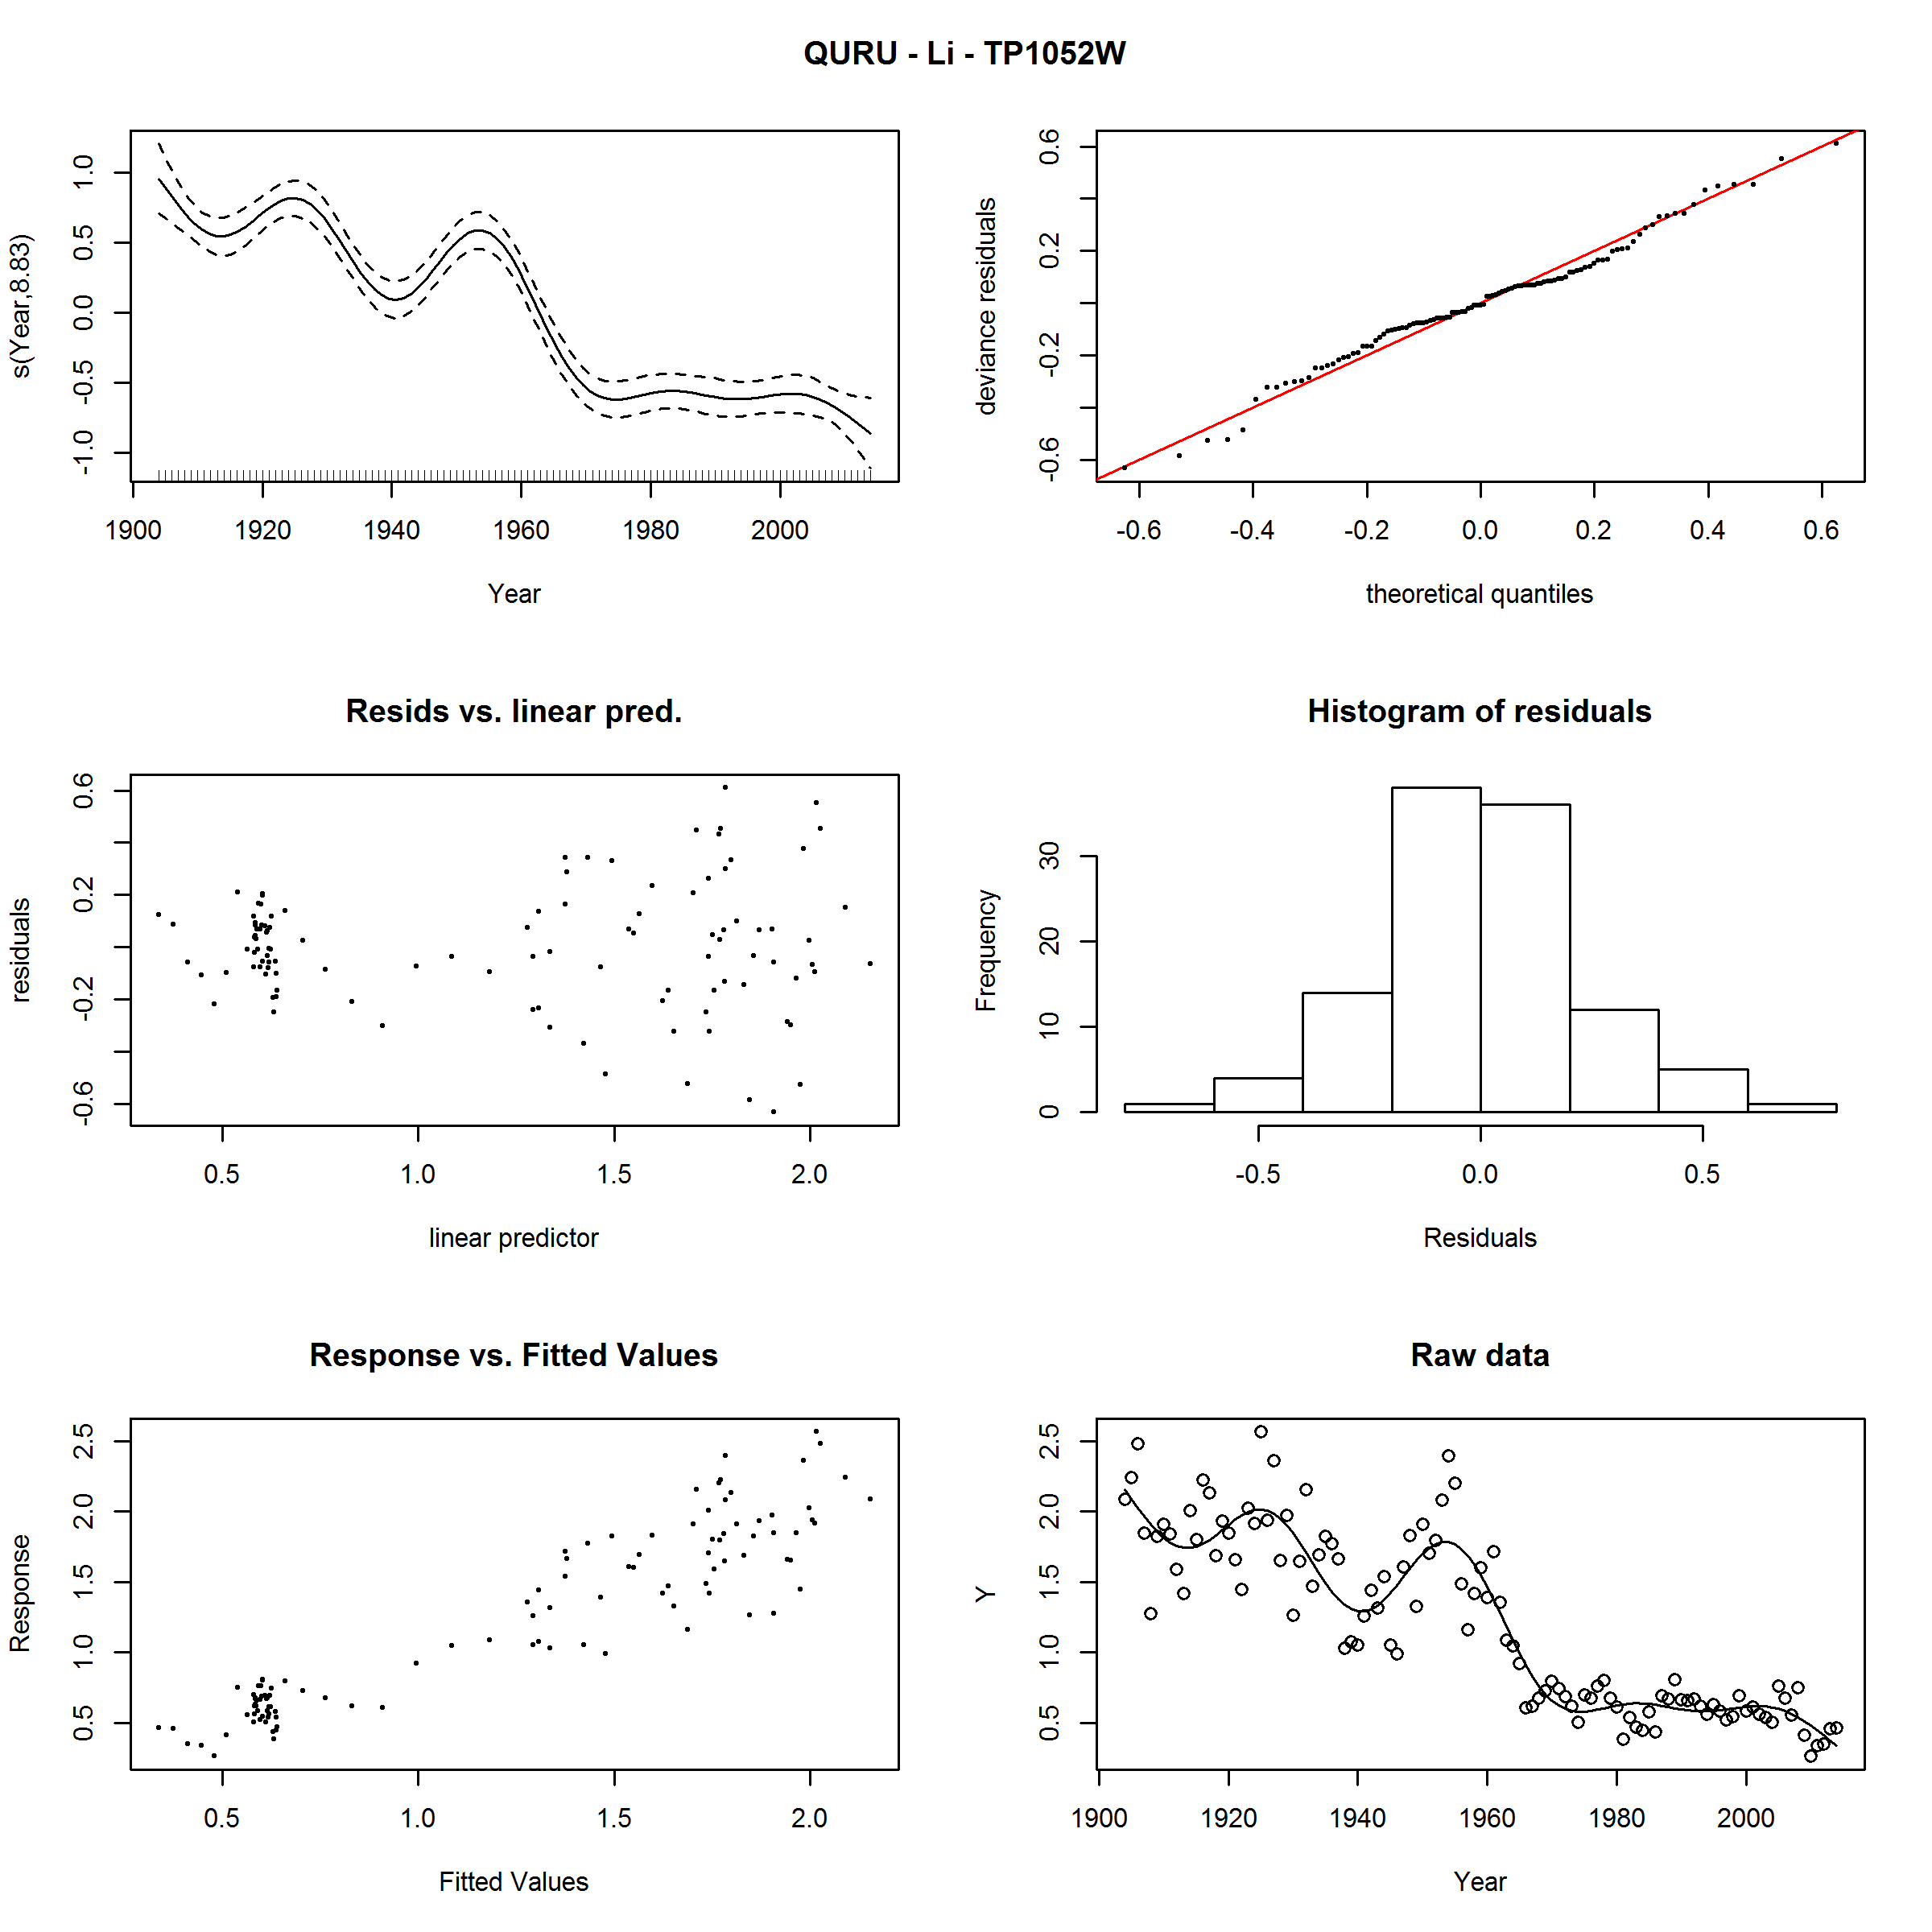 QURU - Li - TP1052W
s(Year,8.83)
1.0
0.5
0.0
-0.5
-1.0
1900 1920 1940 1960 1980 2000
Year
deviance residuals
0.6
0.2
-0.2
-0.6
-0.6 -0.4 -0.2 0.0 0.2 0.4 0.6
theoretical quantiles
Resids vs. linear pred.
residuals
0.6
0.2
-0.2
-0.6
0.5 1.0 1.5 2.0
linear predictor
Histogram of residuals
Frequency
30
20
10
0
-0.5 0.0 0.5
Residuals
Response vs. Fitted Values
Response
2.5
2.0
1.5
1.0
0.5
0.5 1.0 1.5 2.0
Fitted Values
Raw data
Y
2.5
2.0
1.5
1.0
0.5
1900 1920 1940 1960 1980 2000
Year